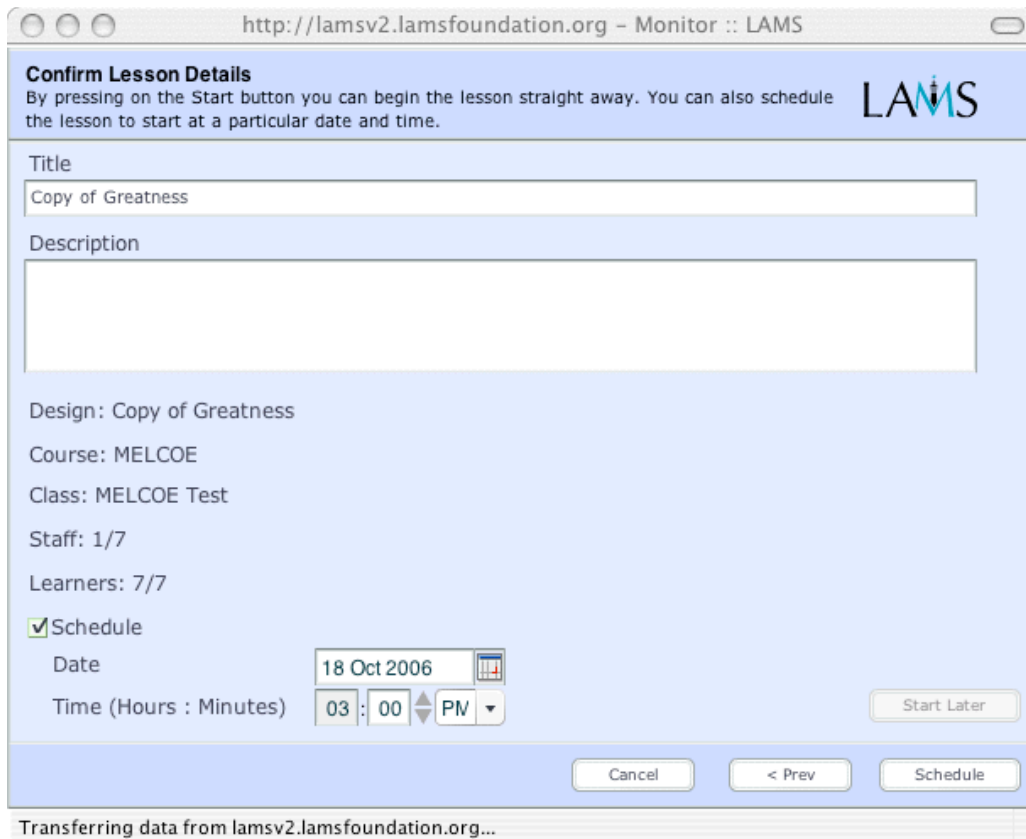 http://lamsv2.lamsfoundation.org – Monitor :: LAMS
Confirm Lesson Details
By pressing on the Start button you can begin the lesson straight away. You can also schedule
the lesson to start at a particular date and time.
LAMS
Title
Copy of Greatness
Description
Design: Copy of Greatness
Course: MELCOE
Class: MELCOE Test
Staff: 1/7
Learners: 7/7
Schedule
Date 18 Oct 2006
Time (Hours : Minutes) 03 : 00 PM
Start Later
Cancel < Prev Schedule
Transferring data from lamsv2.lamsfoundation.org...